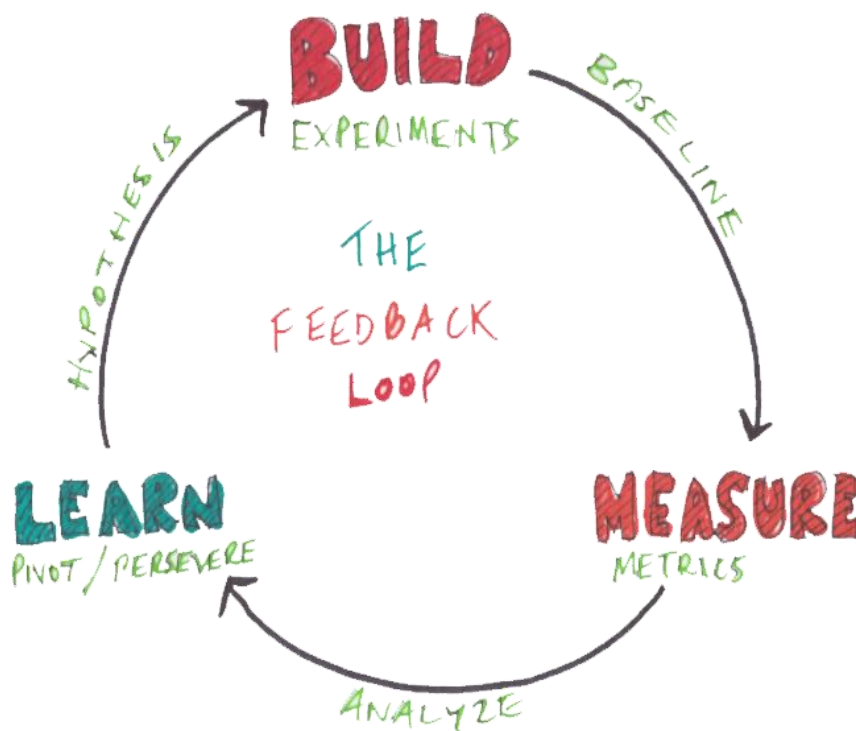 BUILD
EXPERIMENTS
BASELINE
HYPOTHESIS
THE
FEEDBACK
LOOP
LEARN
PIVOT/PERSEVERE
MEASURE
METRICS
ANALYZE